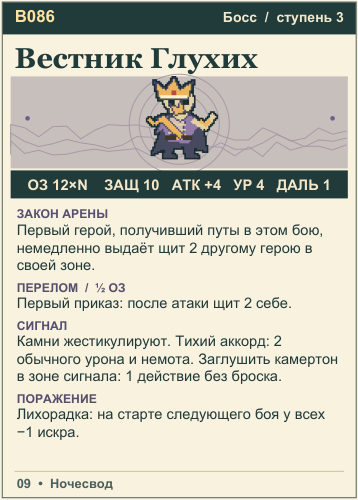 B086
Босс / ступень 3
Вестник Глухих
ОЗ 12×N ЗАЩ 10 АТК +4 УР 4 ДАЛЬ 1
ЗАКОН АРЕНЫ
Первый герой, получивший путы в этом бою,
немедленно выдаёт щит 2 другому герою в
своей зоне.
ПЕРЕЛОМ / ½ ОЗ
Первый приказ: после атаки щит 2 себе.
СИГНАЛ
Камни жестикулируют. Тихий аккорд: 2
обычного урона и немота. Заглушить камертон
в зоне сигнала: 1 действие без броска.
ПОРАЖЕНИЕ
Лихорадка: на старте следующего боя у всех
−1 искра.
09 • Ночесвод